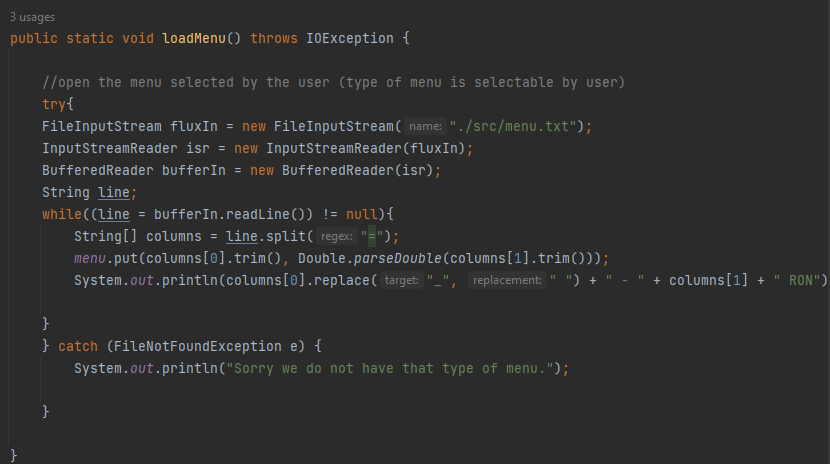 3 usages
public static void loadMenu() throws IOException {
//open the menu selected by the user (type of menu is selectable by user)
try{
FileInputStream fluxIn = new FileInputStream( name: "./src/menu.txt");
InputStreamReader isr = new InputStreamReader(fluxIn);
BufferedReader bufferIn = new BufferedReader(isr);
String line;
while((line = bufferIn.readLine()) != null){
String[] columns = line.split( regex: "=");
menu.put(columns[0].trim(), Double.parseDouble(columns[1].trim()));
System.out.println(columns[0].replace( target: "_", replacement: " ") + " - " + columns[1] + " RON")
}
} catch (FileNotFoundException e) {
System.out.println("Sorry we do not have that type of menu.");
}
}